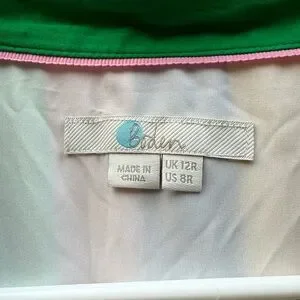 Boden
MADE IN
CHINA
UK 12R
US 8R